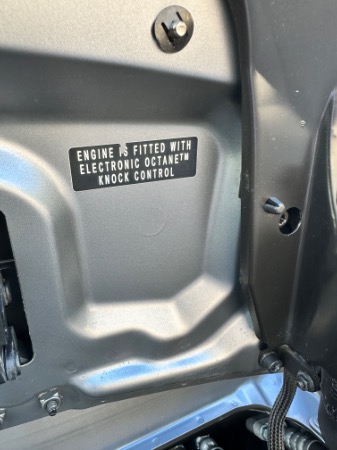 ENGINE IS FITTED WITH
ELECTRONIC OCTANE™
KNOCK CONTROL